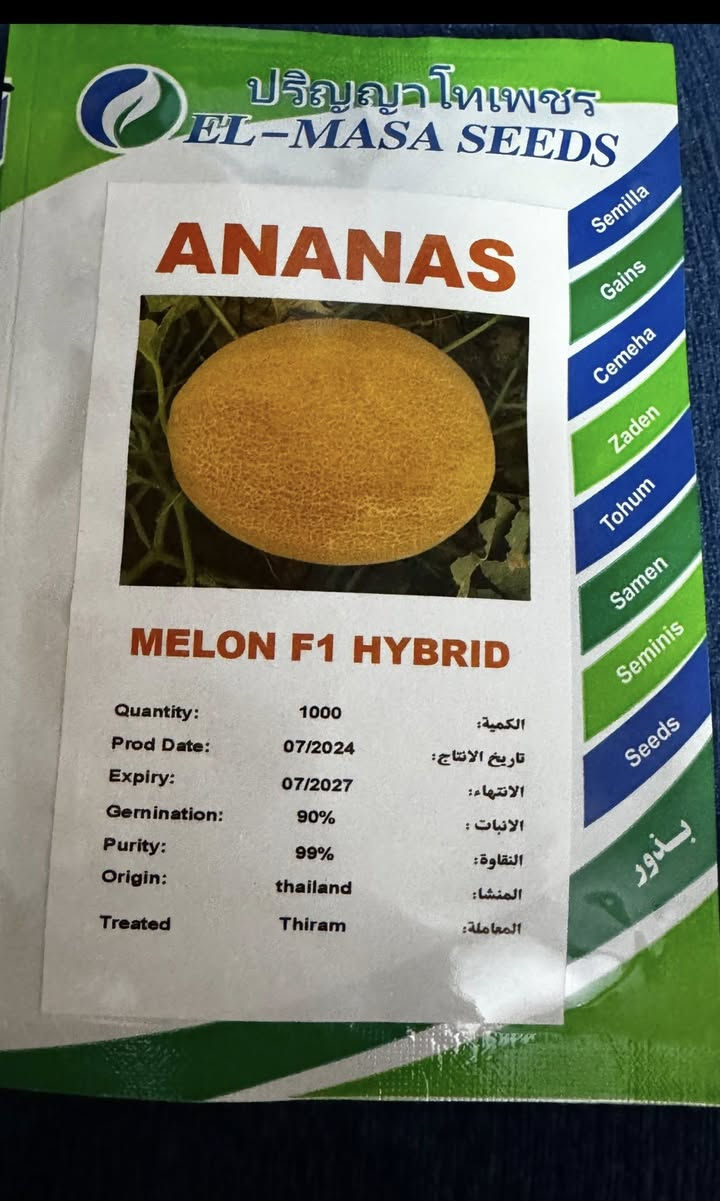 ปริญญาโทเพชร
EL-MASA SEEDS
ANANAS
MELON F1 HYBRID
Quantity: 1000 الكمية:
Prod Date: 07/2024 تاريخ الانتاج:
Expiry: 07/2027 الانتهاء:
Gernination: 90% الانبات :
Purity: 99% النقاوة:
Origin: thailand المنشا:
Treated Thiram المعاملة:
Semilla
Gains
Cemeha
Zaden
Tohum
Samen
Seminis
Seeds
بذور